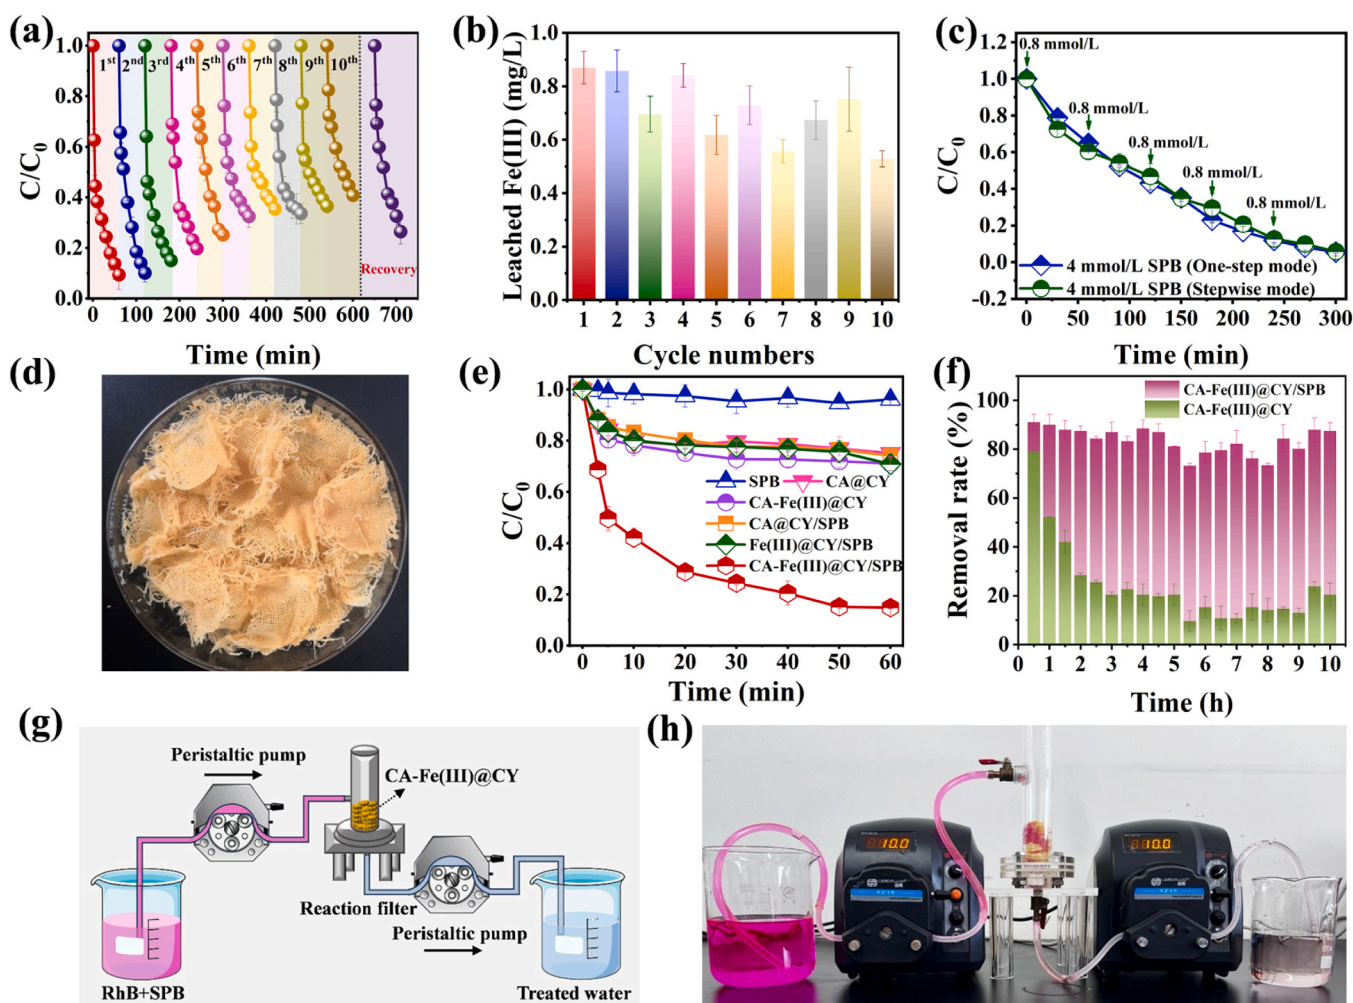 (a)
C/C0
1.0
0.8
0.6
0.4
0.2
0.0
1st
2nd
3rd
4th
5th
6th
7th
8th
9th
10th
Recovery
0 100 200 300 400 500 600 700
Time (min)
(b)
Leached Fe(III) (mg/L)
1.0
0.8
0.6
0.4
0.2
0.0
1 2 3 4 5 6 7 8 9 10
Cycle numbers
(c)
C/C0
1.2
1.0
0.8
0.6
0.4
0.2
0.0
-0.2
0.8 mmol/L
0.8 mmol/L
0.8 mmol/L
0.8 mmol/L
0.8 mmol/L
4 mmol/L SPB (One-step mode)
4 mmol/L SPB (Stepwise mode)
0 50 100 150 200 250 300
Time (min)
(d)
(e)
C/C0
1.0
0.8
0.6
0.4
0.2
0.0
SPB CA@CY
CA-Fe(III)@CY
CA@CY/SPB
Fe(III)@CY/SPB
CA-Fe(III)@CY/SPB
0 10 20 30 40 50 60
Time (min)
(f)
Removal rate (%)
100
80
60
40
20
0
CA-Fe(III)@CY/SPB
CA-Fe(III)@CY
0 1 2 3 4 5 6 7 8 9 10
Time (h)
(g)
Peristaltic pump
CA-Fe(III)@CY
Reaction filter
Peristaltic pump
RhB+SPB
Treated water
(h)
10.0
10.0
YZ15
YZ15